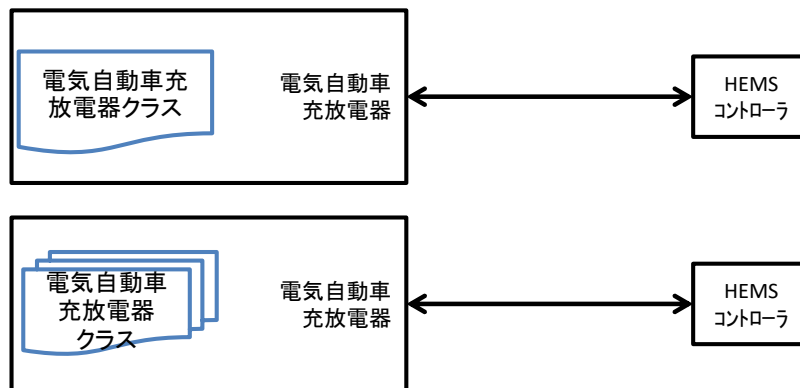 電気自動車充
放電器クラス
電気自動車
充放電器
HEMS
コントローラ
電気自動車
充放電器
クラス
電気自動車
充放電器
HEMS
コントローラ